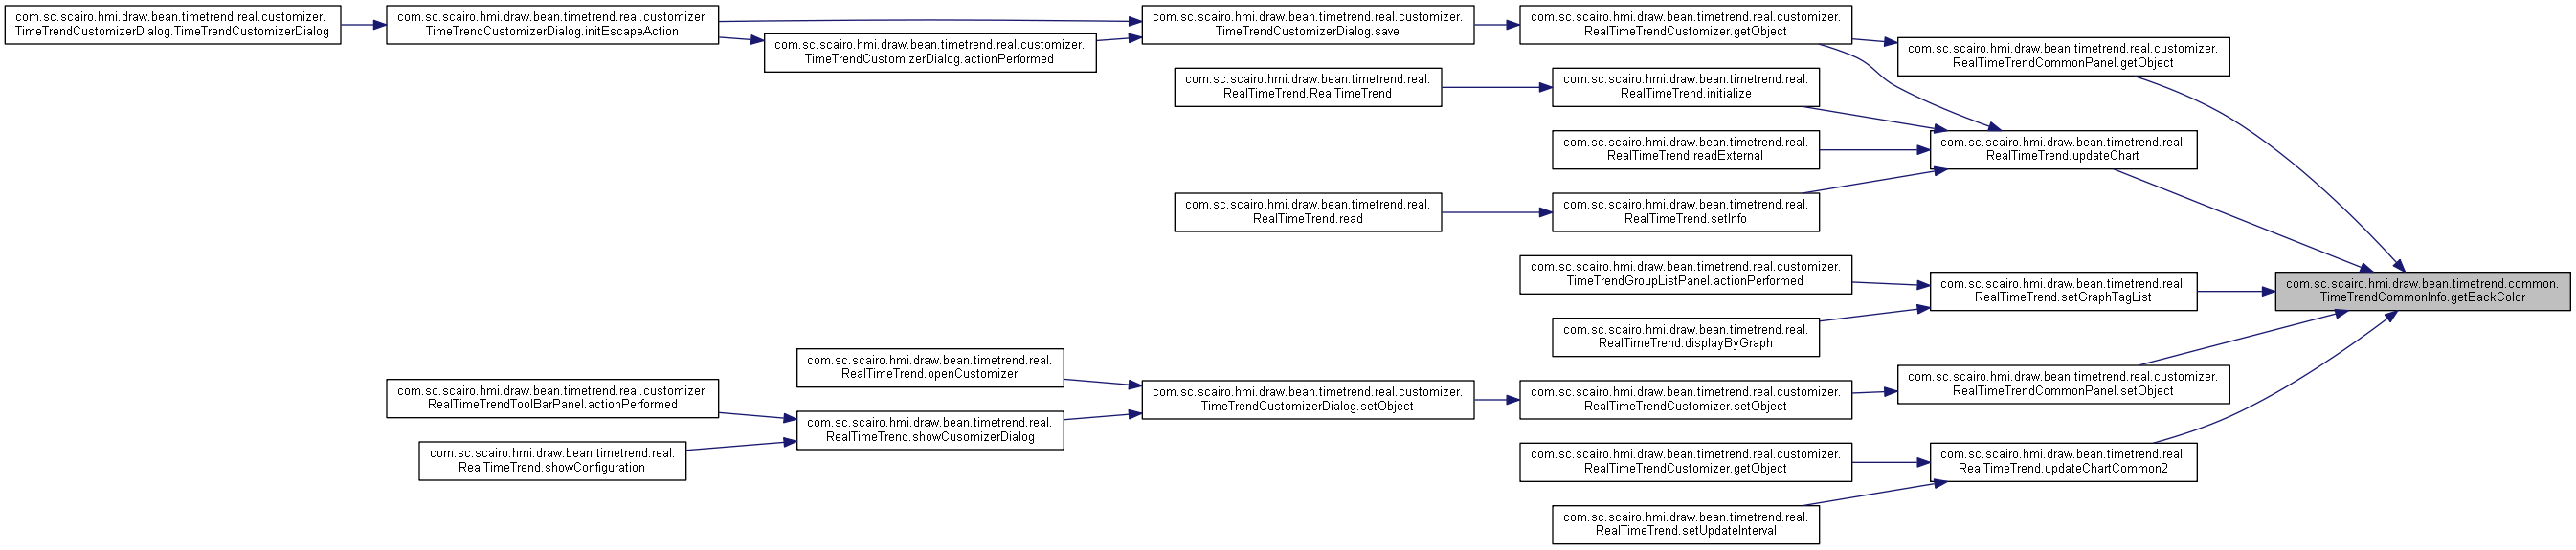 com.sc.scairo.hmi.draw.bean.timetrend.real.customizer.
TimeTrendCustomizerDialog.TimeTrendCustomizerDialog
com.sc.scairo.hmi.draw.bean.timetrend.real.customizer.
TimeTrendCustomizerDialog.initEscapeAction
com.sc.scairo.hmi.draw.bean.timetrend.real.customizer.
TimeTrendCustomizerDialog.actionPerformed
com.sc.scairo.hmi.draw.bean.timetrend.real.customizer.
TimeTrendCustomizerDialog.save
com.sc.scairo.hmi.draw.bean.timetrend.real.customizer.
RealTimeTrendCustomizer.getObject
com.sc.scairo.hmi.draw.bean.timetrend.real.customizer.
RealTimeTrendCommonPanel.getObject
com.sc.scairo.hmi.draw.bean.timetrend.real.
RealTimeTrend.RealTimeTrend
com.sc.scairo.hmi.draw.bean.timetrend.real.
RealTimeTrend.initialize
com.sc.scairo.hmi.draw.bean.timetrend.real.
RealTimeTrend.readExternal
com.sc.scairo.hmi.draw.bean.timetrend.real.
RealTimeTrend.updateChart
com.sc.scairo.hmi.draw.bean.timetrend.real.
RealTimeTrend.read
com.sc.scairo.hmi.draw.bean.timetrend.real.
RealTimeTrend.setInfo
com.sc.scairo.hmi.draw.bean.timetrend.real.customizer.
TimeTrendGroupListPanel.actionPerformed
com.sc.scairo.hmi.draw.bean.timetrend.real.
RealTimeTrend.setGraphTagList
com.sc.scairo.hmi.draw.bean.timetrend.common.
TimeTrendCommonInfo.getBackColor
com.sc.scairo.hmi.draw.bean.timetrend.real.
RealTimeTrend.displayByGraph
com.sc.scairo.hmi.draw.bean.timetrend.real.
RealTimeTrend.openCustomizer
com.sc.scairo.hmi.draw.bean.timetrend.real.customizer.
RealTimeTrendToolBarPanel.actionPerformed
com.sc.scairo.hmi.draw.bean.timetrend.real.
RealTimeTrend.showCusomizerDialog
com.sc.scairo.hmi.draw.bean.timetrend.real.customizer.
TimeTrendCustomizerDialog.setObject
com.sc.scairo.hmi.draw.bean.timetrend.real.customizer.
RealTimeTrendCustomizer.setObject
com.sc.scairo.hmi.draw.bean.timetrend.real.customizer.
RealTimeTrendCommonPanel.setObject
com.sc.scairo.hmi.draw.bean.timetrend.real.
RealTimeTrend.showConfiguration
com.sc.scairo.hmi.draw.bean.timetrend.real.customizer.
RealTimeTrendCustomizer.getObject
com.sc.scairo.hmi.draw.bean.timetrend.real.
RealTimeTrend.updateChartCommon2
com.sc.scairo.hmi.draw.bean.timetrend.real.
RealTimeTrend.setUpdateInterval